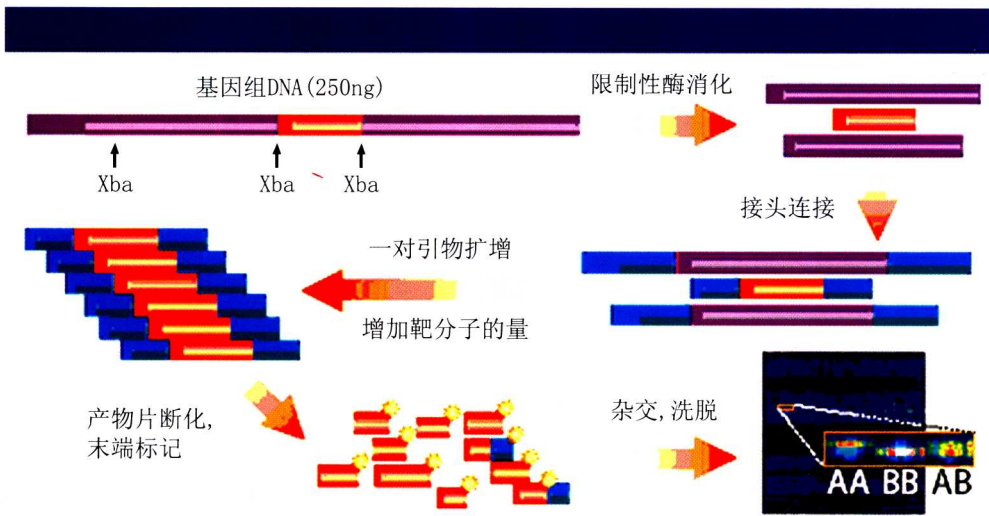 基因组DNA(250ng)
限制性酶消化
Xba
Xba
Xba
接头连接
一对引物扩增
增加靶分子的量
产物片断化,
末端标记
杂交,洗脱
AA BB AB